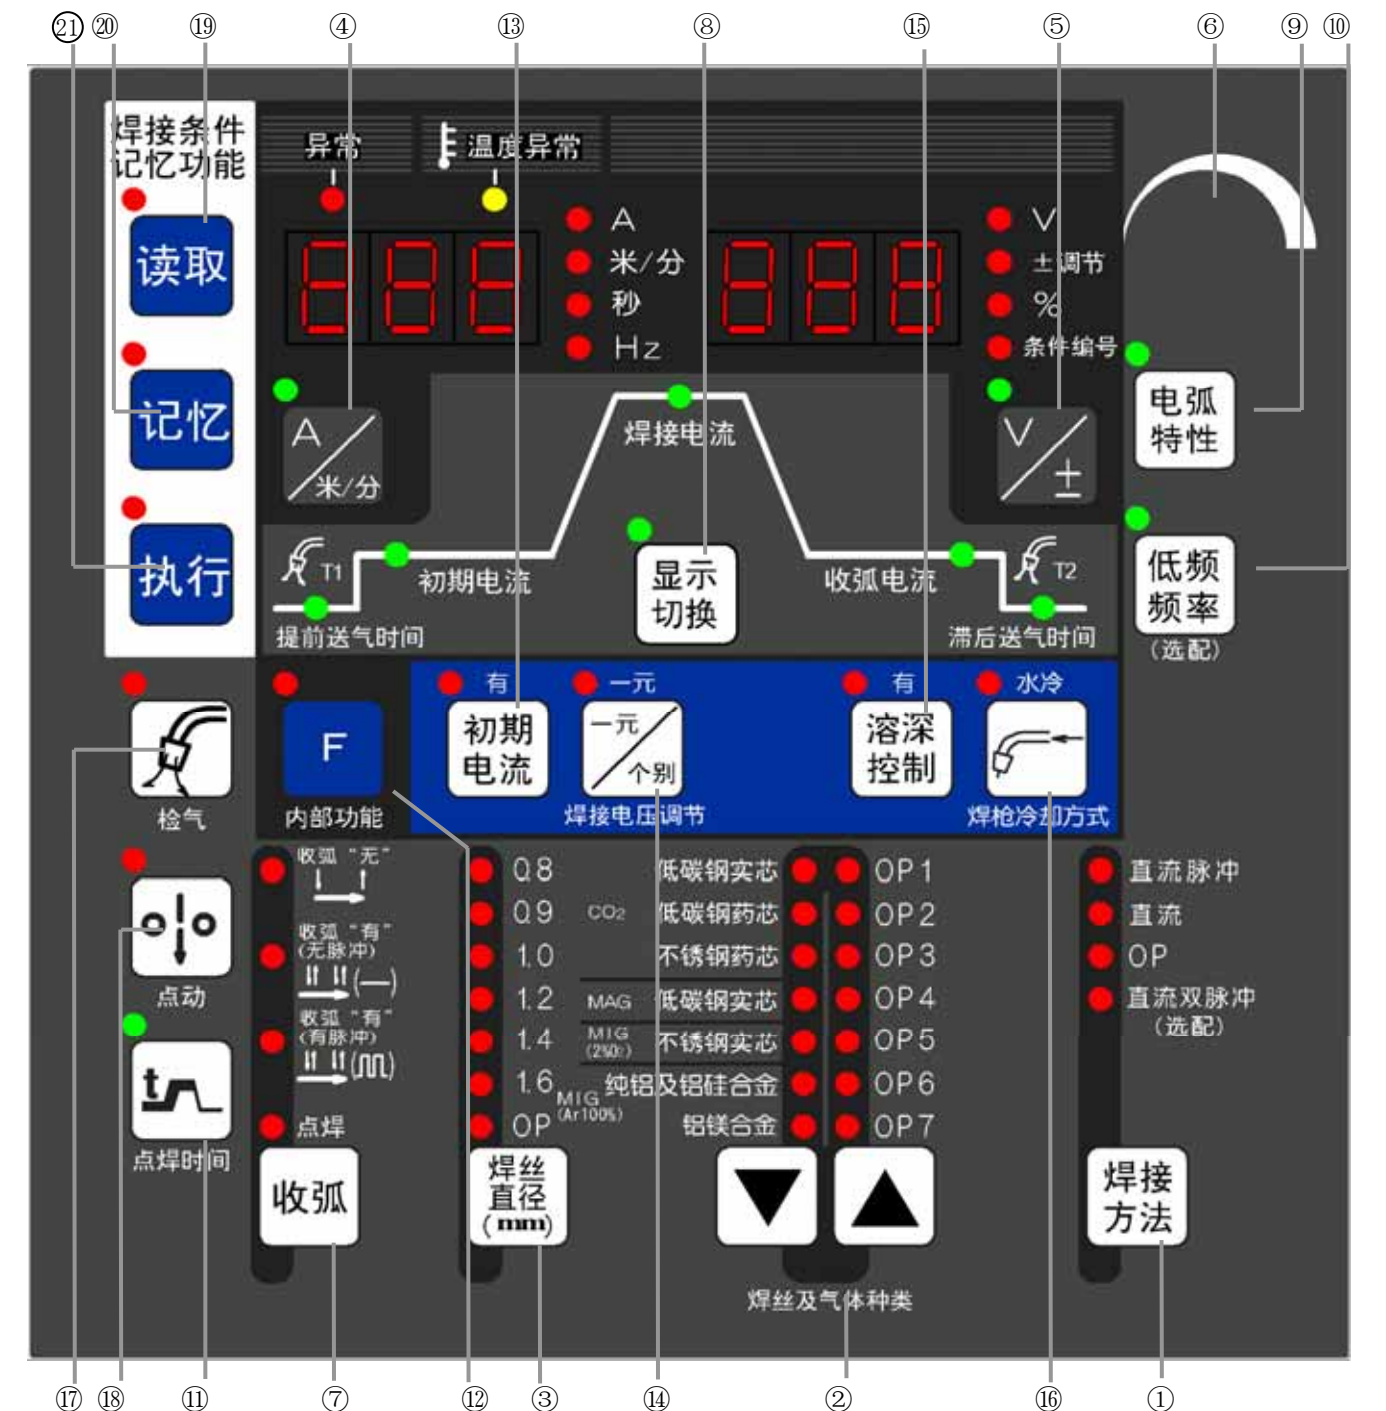 ㉑ ⑳ ⑲ ④ ⑬ ⑧ ⑮ ⑤ ⑥ ⑨ ⑩
焊接条件
记忆功能
异常
温度异常
读取
A
米/分
秒
Hz
V
±调节
%
条件编号
记忆
A
米/分
焊接电流
V
±
电弧
特性
执行
T1
初期电流
提前送气时间
显示
切换
收弧电流
T2
滞后送气时间
低频
频率
(选配)
检气
F
内部功能
有
初期
电流
一元
一元
个别
焊接电压调节
有
溶深
控制
水冷
焊枪冷却方式
点动
t
点焊时间
收弧“无”
收弧“有”
(无脉冲)
收弧“有”
(有脉冲)
点焊
收弧
0.8
0.9
1.0
1.2
1.4
1.6
OP
焊丝
直径
(mm)
CO₂
低碳钢实芯
低碳钢药芯
不锈钢药芯
MAG 低碳钢实芯
MIG
(2%O₂)
不锈钢实芯
MIG
(Ar100%)
纯铝及铝硅合金
铝镁合金
OP1
OP2
OP3
OP4
OP5
OP6
OP7
焊丝及气体种类
直流脉冲
直流
OP
直流双脉冲
(选配)
焊接
方法
⑰ ⑱ ⑪ ⑦ ⑫ ③ ⑭ ② ⑯ ①